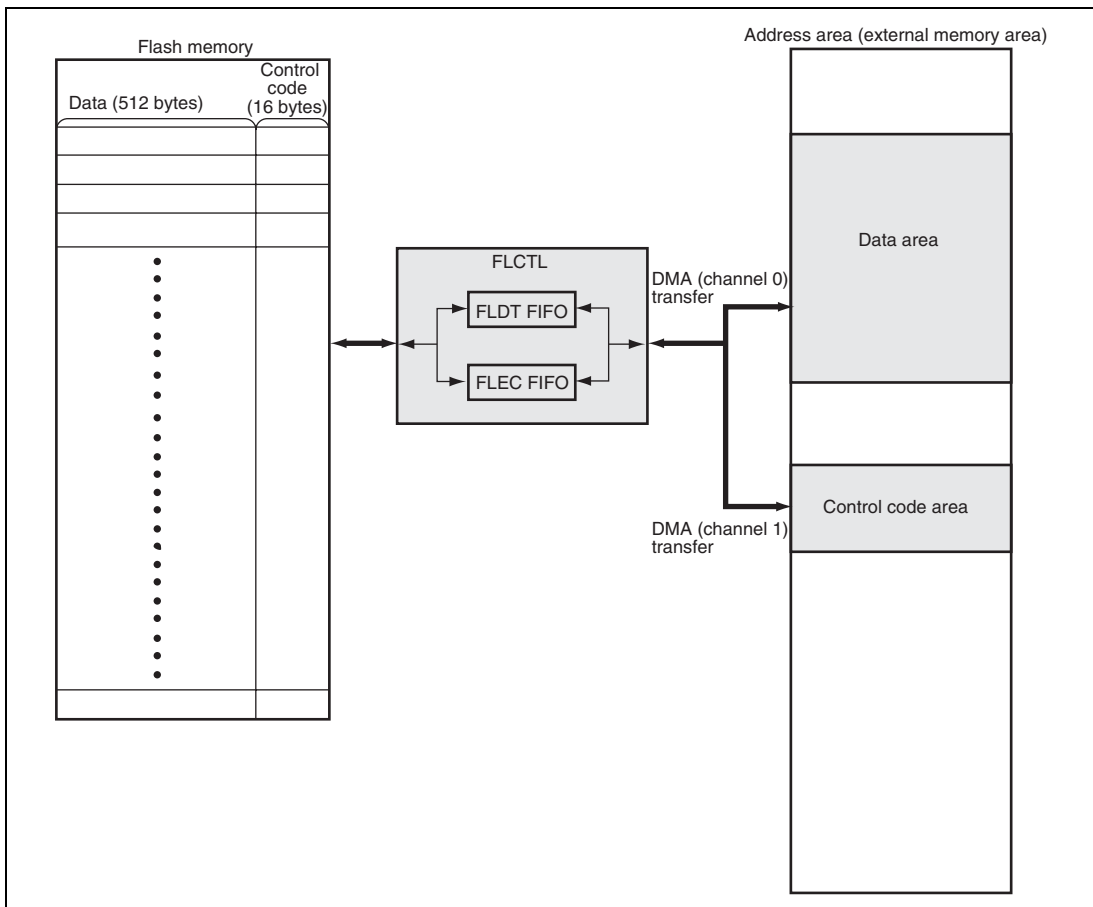 Flash memory
Data (512 bytes)
Control
code
(16 bytes)
FLCTL
FLDT FIFO
FLEC FIFO
DMA (channel 0)
transfer
DMA (channel 1)
transfer
Address area (external memory area)
Data area
Control code area